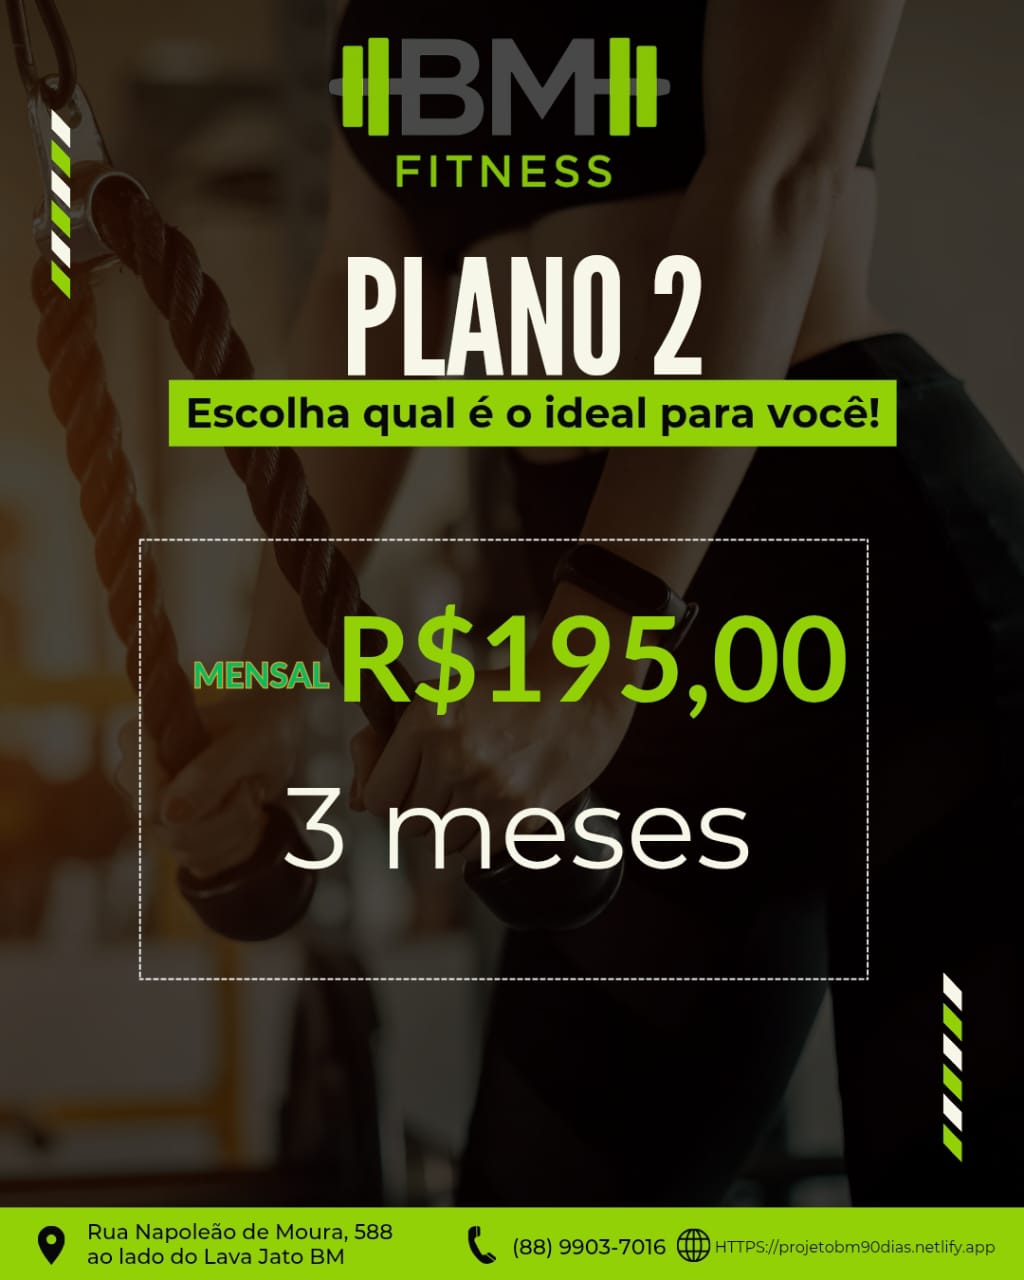 BM
FITNESS
PLANO 2
Escolha qual é o ideal para você!
MENSAL R$195,00
3 meses
Rua Napoleão de Moura, 588
ao lado do Lava Jato BM
(88) 9903-7016
HTTPS://projetobm90dias.netlify.app